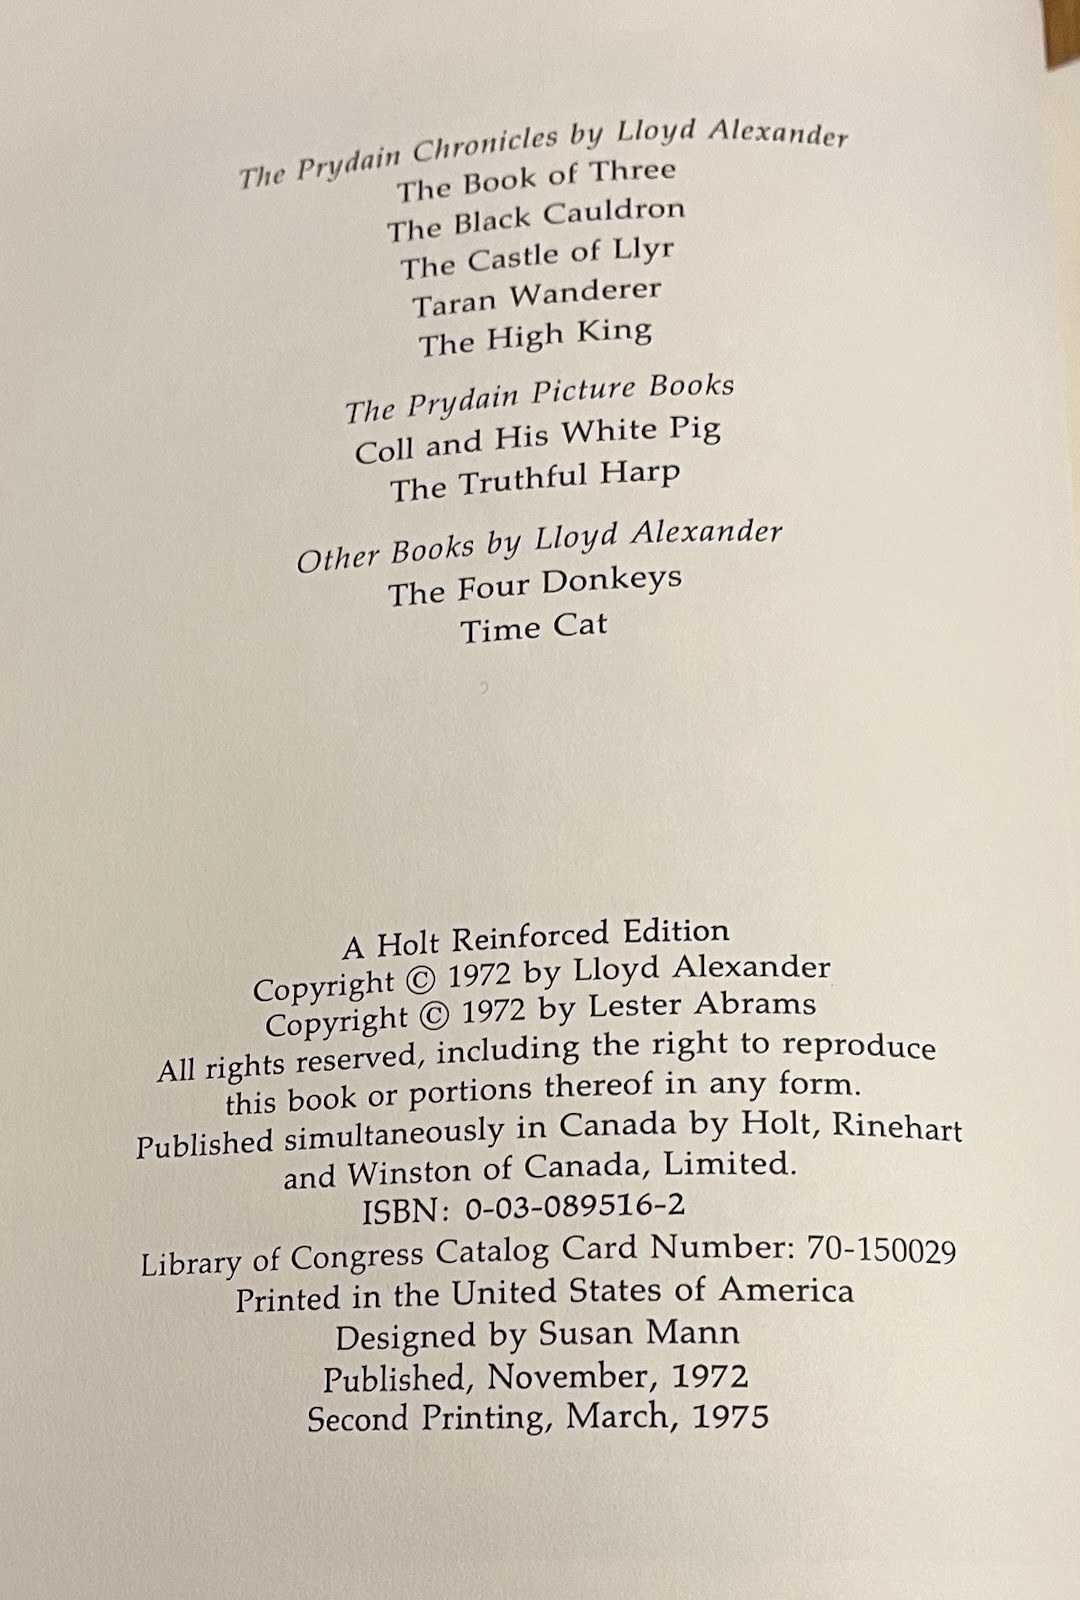 The Prydain Chronicles by Lloyd Alexander
The Book of Three
The Black Cauldron
The Castle of Llyr
Taran Wanderer
The High King
The Prydain Picture Books
Coll and His White Pig
The Truthful Harp
Other Books by Lloyd Alexander
The Four Donkeys
Time Cat
A Holt Reinforced Edition
Copyright © 1972 by Lloyd Alexander
Copyright © 1972 by Lester Abrams
All rights reserved, including the right to reproduce
this book or portions thereof in any form.
Published simultaneously in Canada by Holt, Rinehart
and Winston of Canada, Limited.
ISBN: 0-03-089516-2
Library of Congress Catalog Card Number: 70-150029
Printed in the United States of America
Designed by Susan Mann
Published, November, 1972
Second Printing, March, 1975